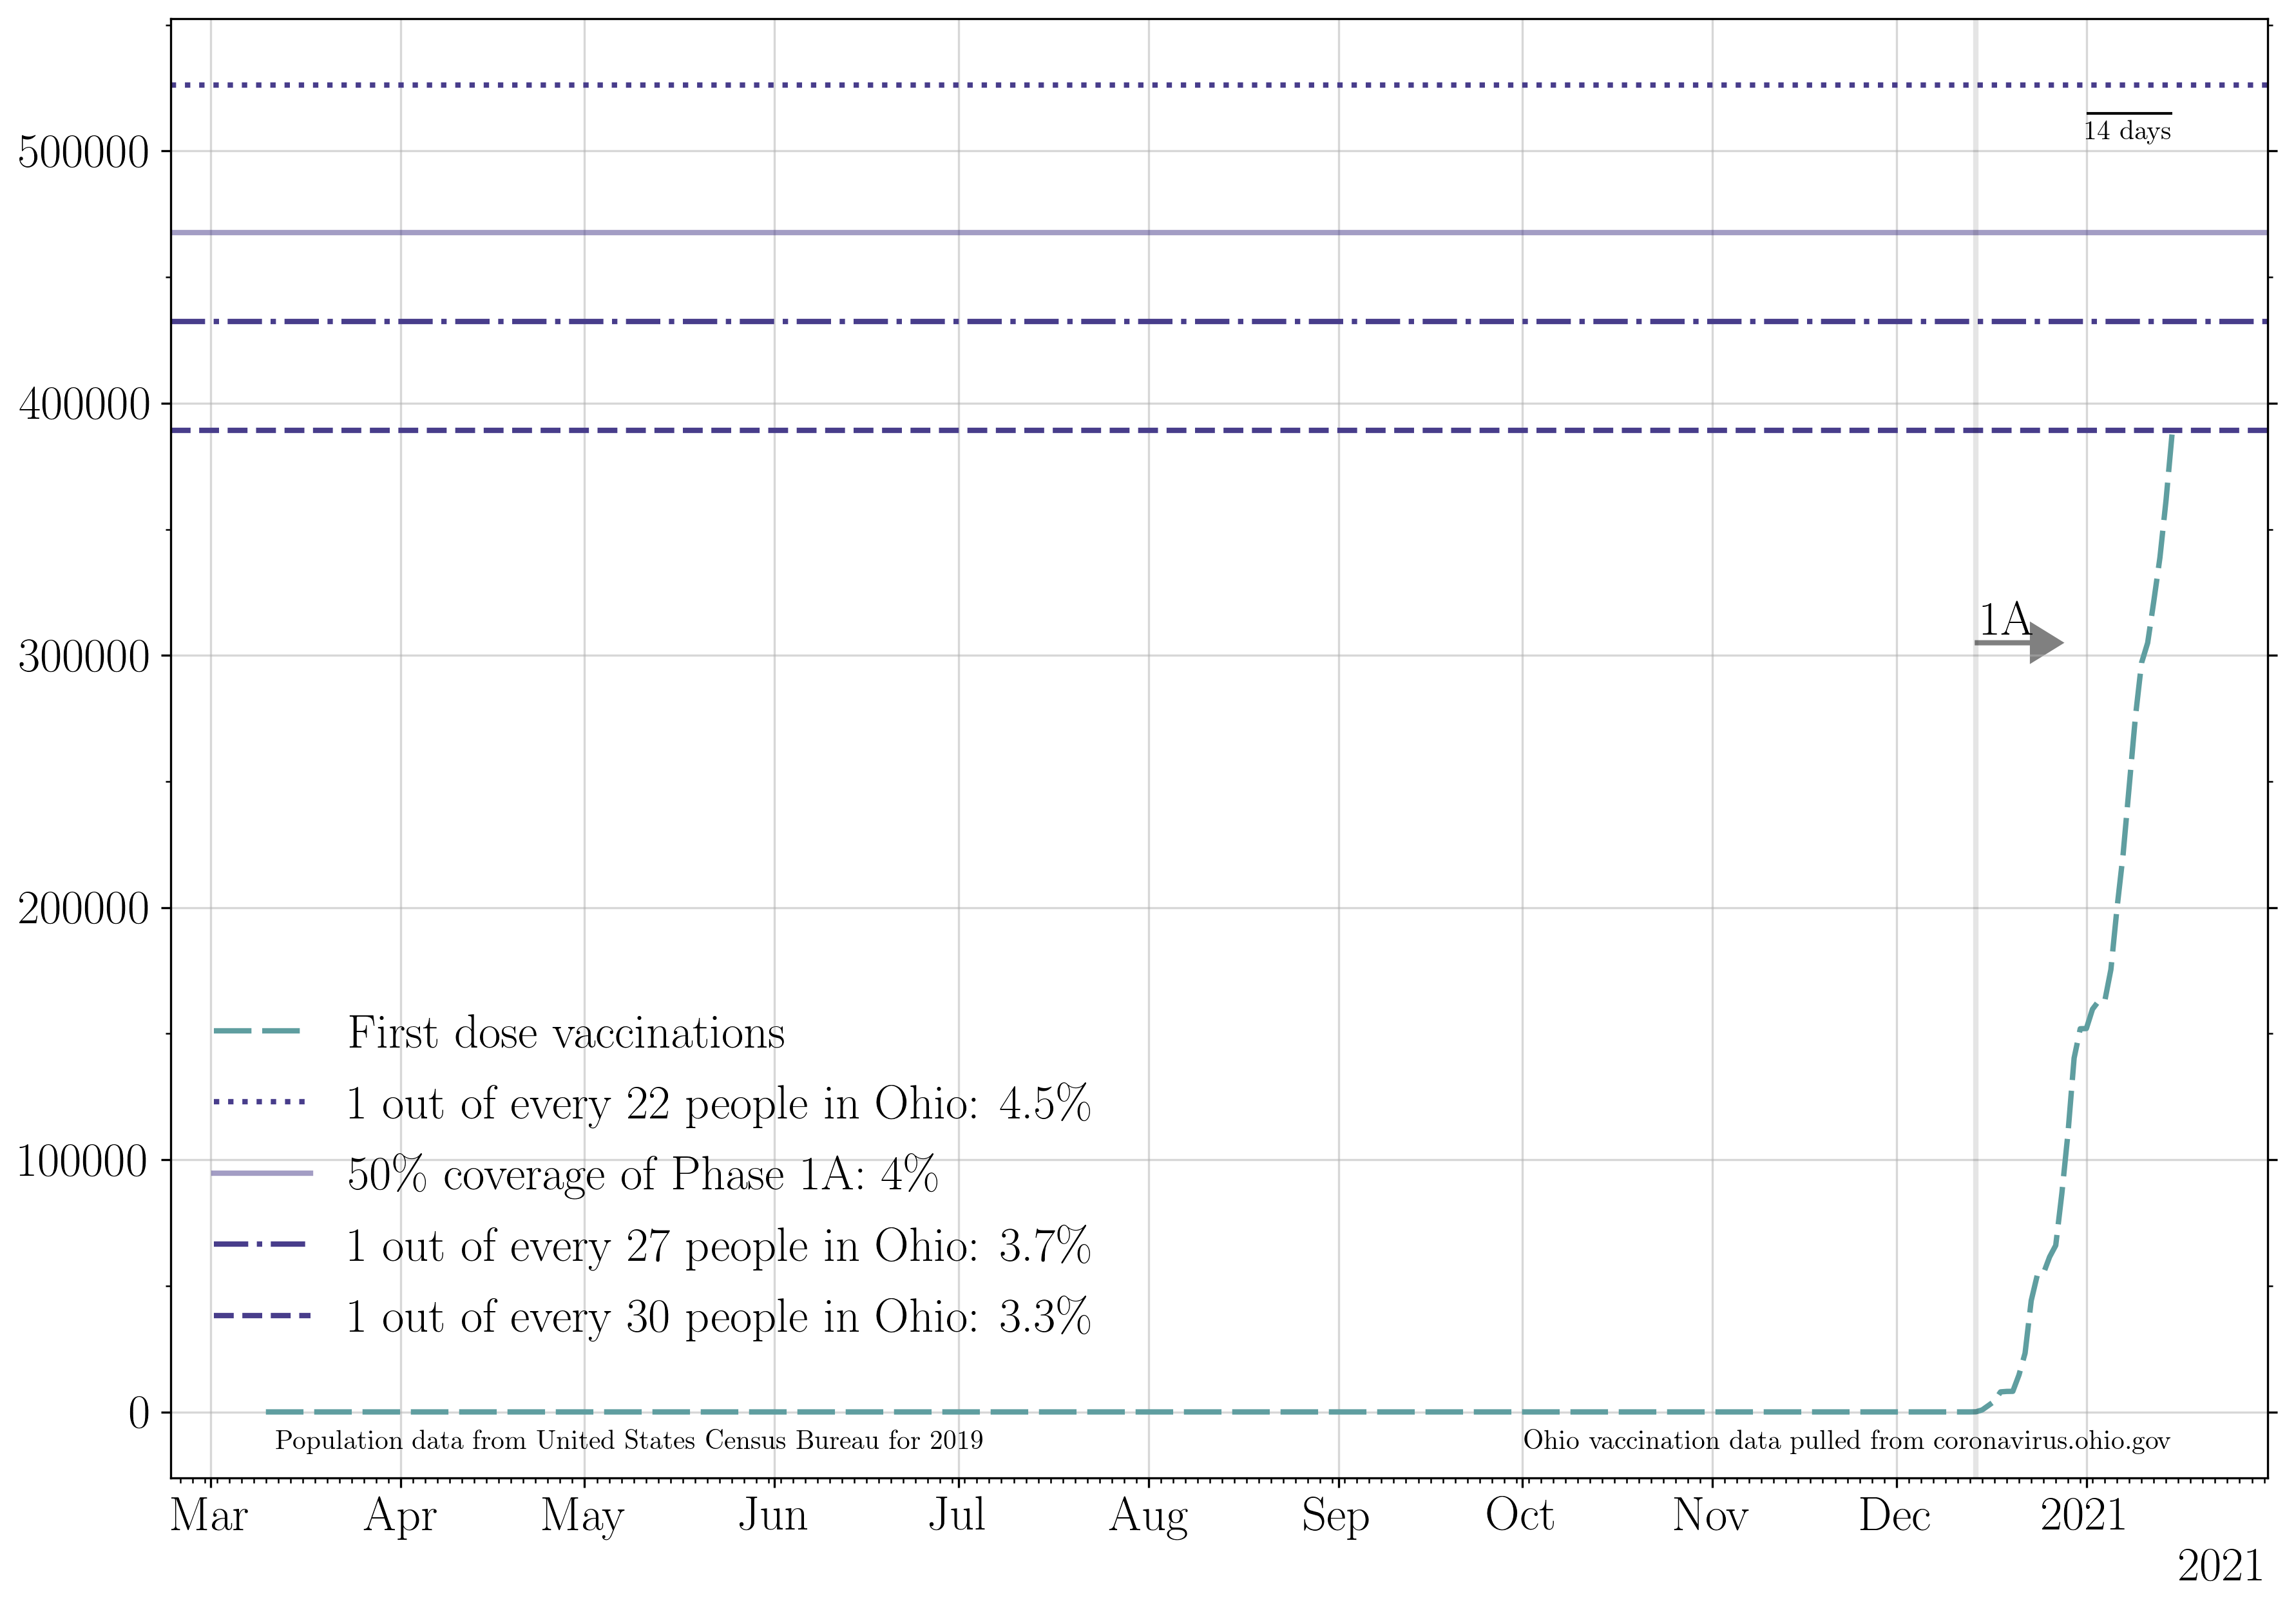 14 days
500000
400000
1A
300000
200000
First dose vaccinations
1 out of every 22 people in Ohio: 4.5%
100000
50% coverage of Phase 1A: 4%
1 out of every 27 people in Ohio: 3.7%
1 out of every 30 people in Ohio: 3.3%
0
Population data from United States Census Bureau for 2019
Ohio vaccination data pulled from coronavirus.ohio.gov
Mar Apr May Jun Jul Aug Sep Oct Nov Dec 2021
2021